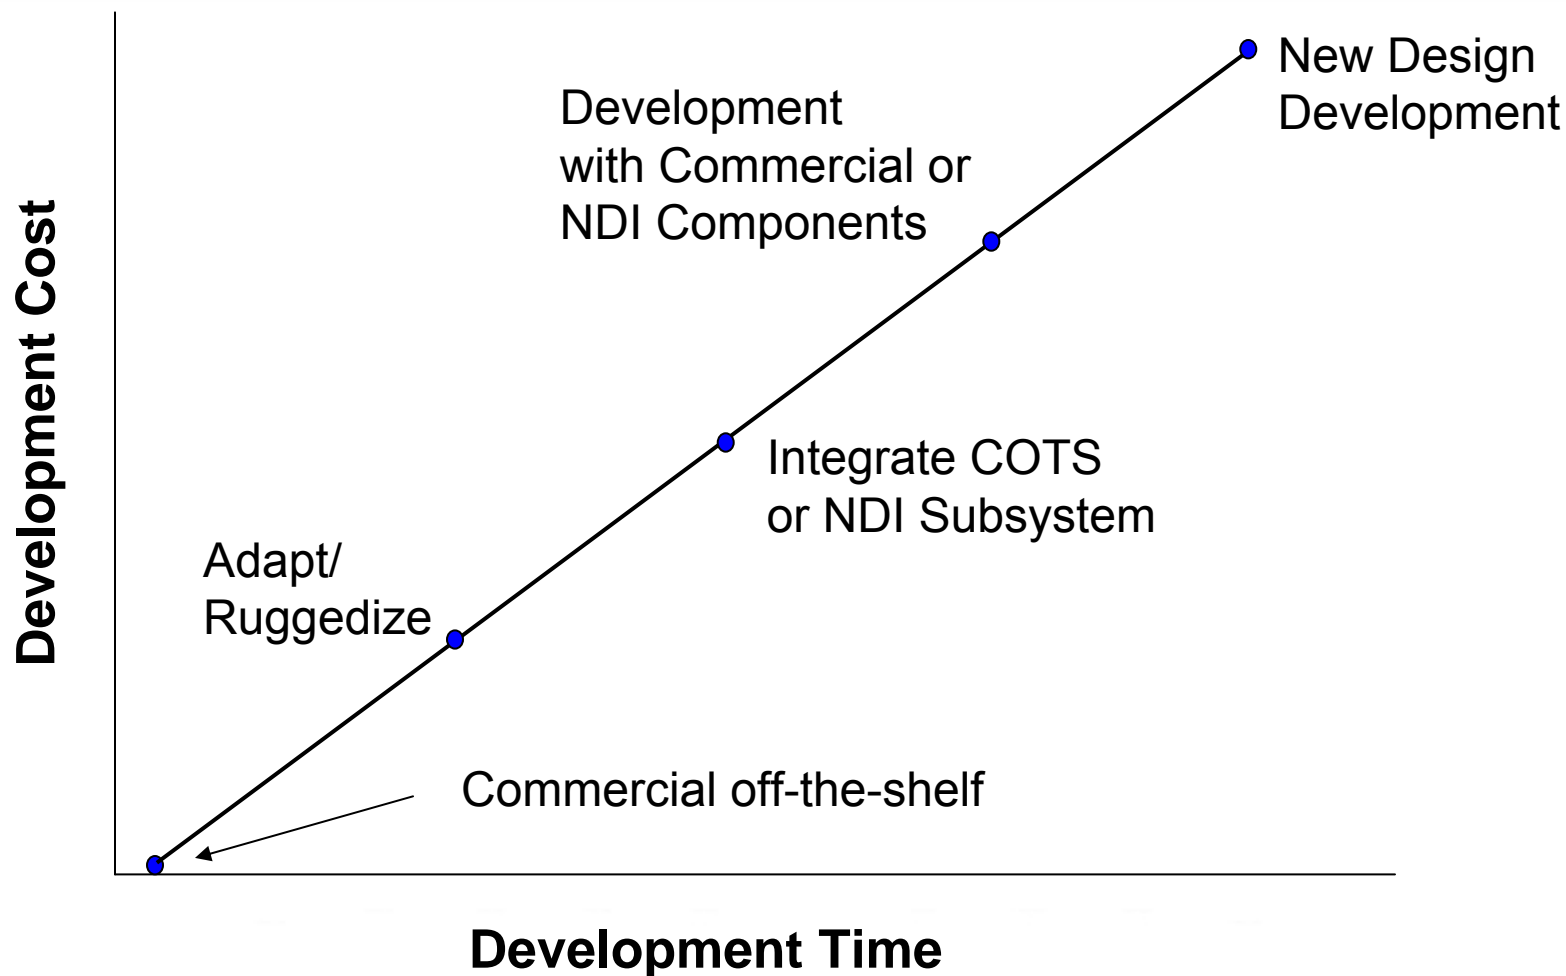 New Design
Development
Development
with Commercial or
NDI Components
Development Cost
Integrate COTS
or NDI Subsystem
Adapt/
Ruggedize
Commercial off-the-shelf
Development Time